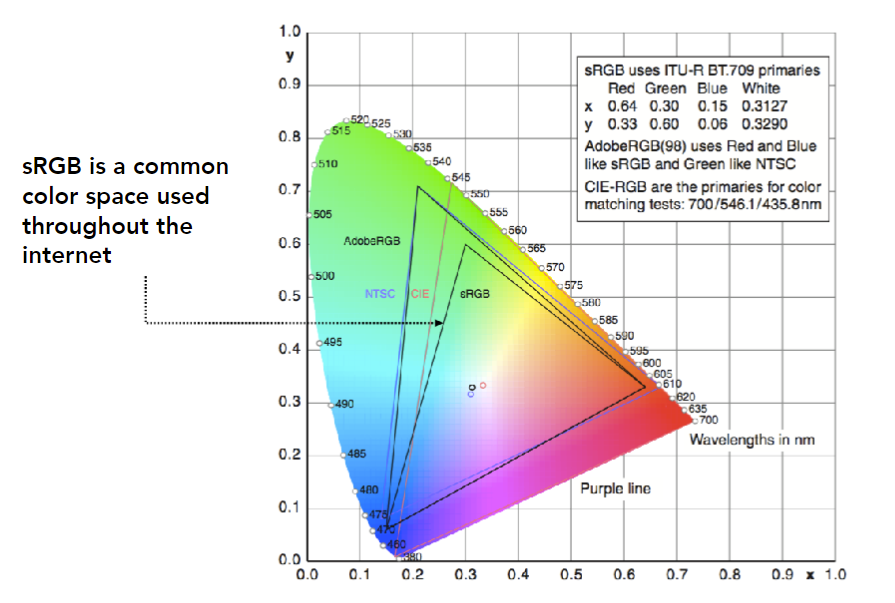 sRGB is a common
color space used
throughout the
internet
1.0
y
0.9
0.8
0.7
0.6
0.5
0.4
0.3
0.2
0.1
0.0
0.0 0.1 0.2 0.3 0.4 0.5 0.6 0.7 0.8 0.9 x 1.0
sRGB uses ITU-R BT.709 primaries
Red Green Blue White
x 0.64 0.30 0.15 0.3127
y 0.33 0.60 0.06 0.3290
AdobeRGB(98) uses Red and Blue
like sRGB and Green like NTSC
CIE-RGB are the primaries for color
matching tests: 700/546.1/435.8nm
520
525
515
530
535
540
510
545
550
505
555
560
565
AdobeRGB
570
500
575
NTSC
CIE
sRGB
580
585
590
495
595
600
605
610
490
620
635
700
Wavelengths in nm
485
480
Purple line
475
470
460
380